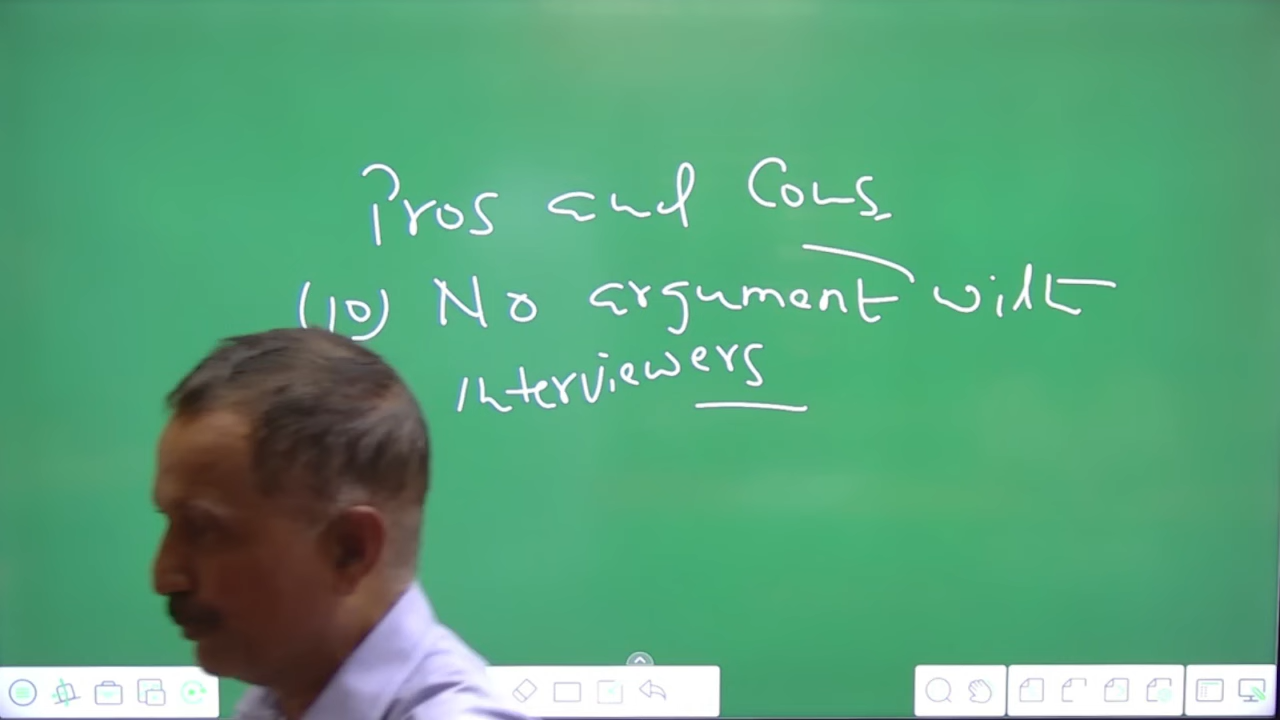 Pros and Cons
(10) No argument with
interviewers